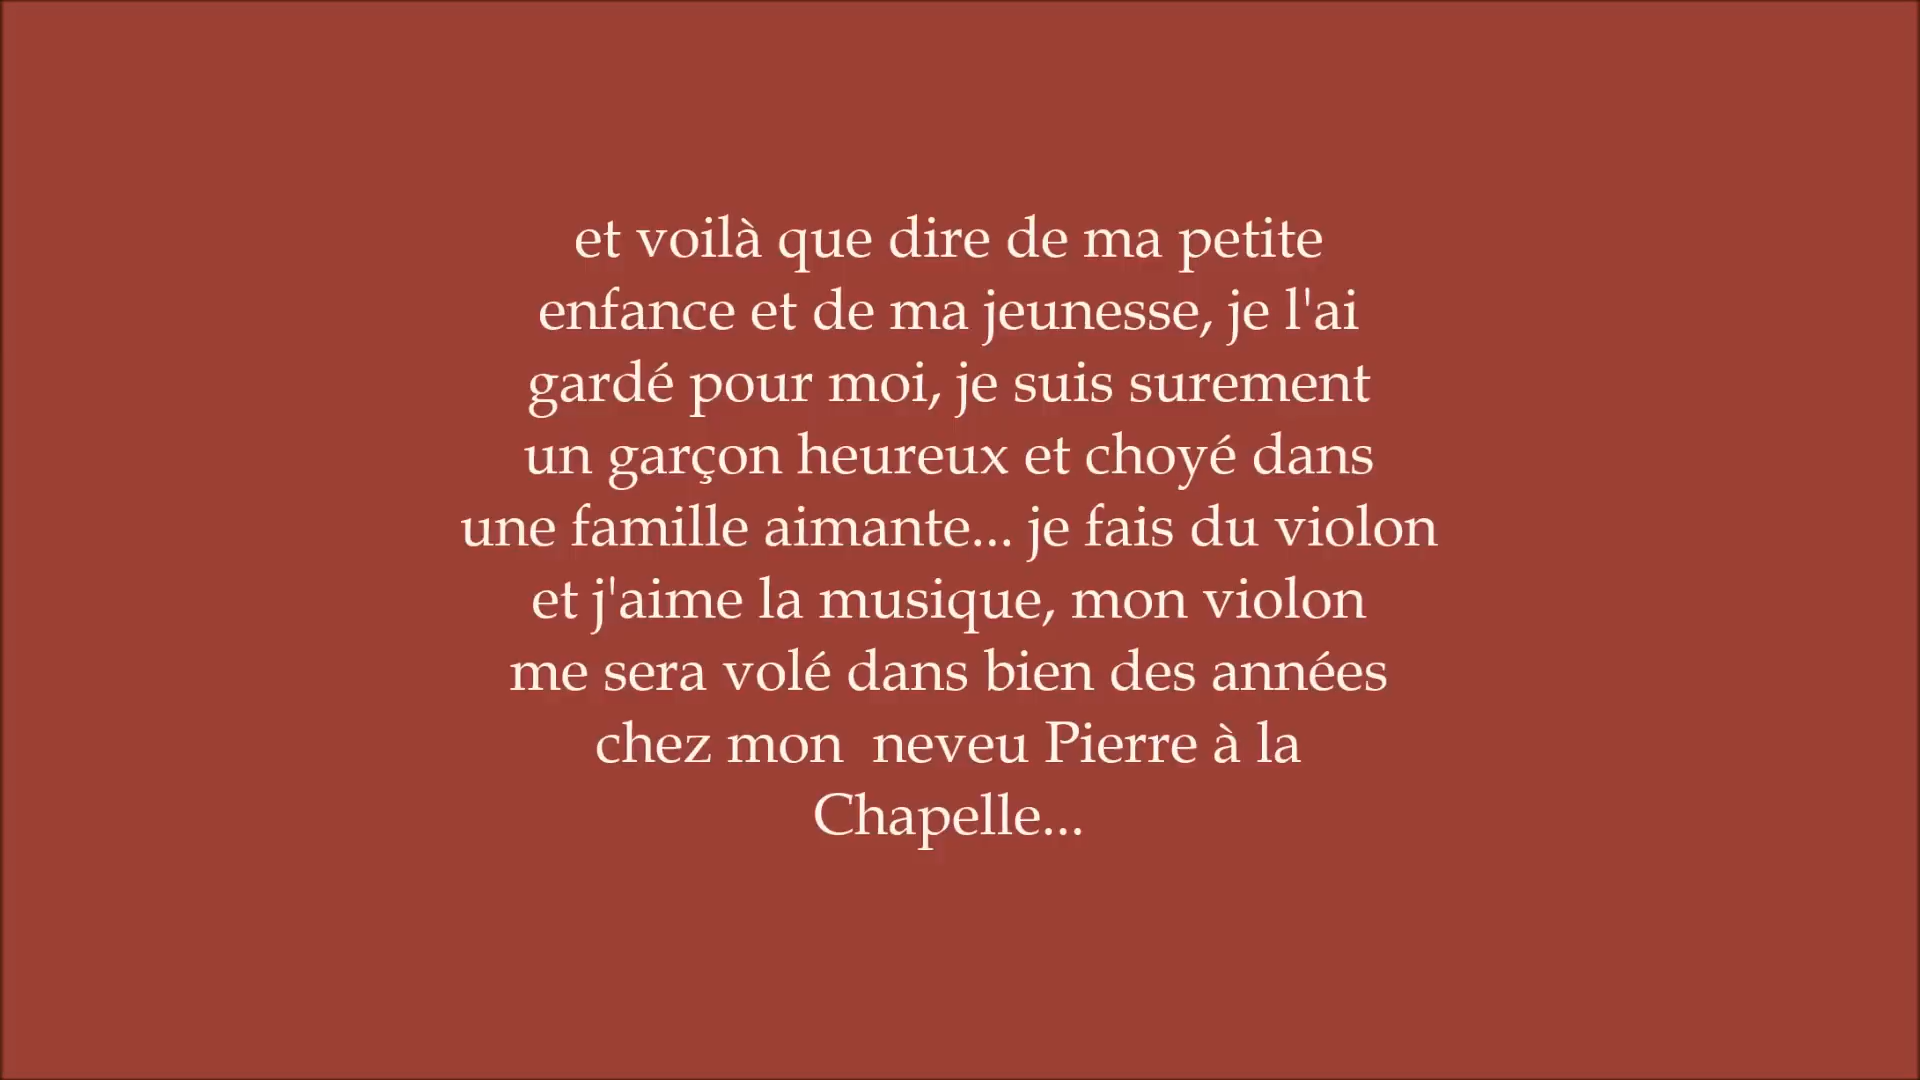 et voilà que dire de ma petite
enfance et de ma jeunesse, je l'ai
gardé pour moi, je suis surement
un garçon heureux et choyé dans
une famille aimante... je fais du violon
et j'aime la musique, mon violon
me sera volé dans bien des années
chez mon  neveu Pierre à la
Chapelle...